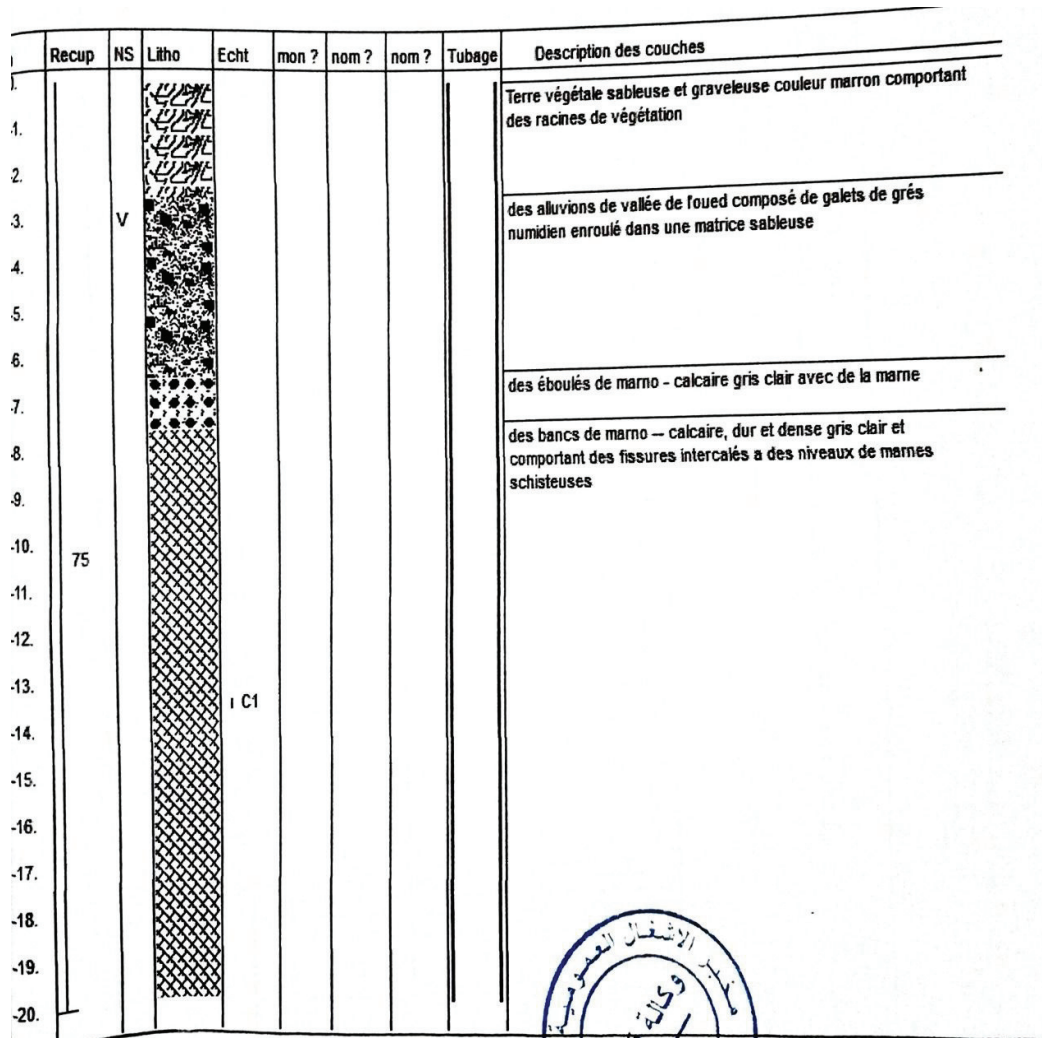 Recup NS Litho Echt mon ? nom ? nom ? Tubage Description des couches
Terre végétale sableuse et graveleuse couleur marron comportant
des racines de végétation
-1.
-2.
des alluvions de vallée de l'oued composé de galets de grés
-3. V
numidien enroulé dans une matrice sableuse
-4.
-5.
-6.
des éboulés de marno - calcaire gris clair avec de la marne
-7.
des bancs de marno -- calcaire, dur et dense gris clair et
-8.
comportant des fissures intercalés a des niveaux de marnes
schisteuses
-9.
-10.
75
-11.
-12.
-13.
C1
-14.
-15.
-16.
-17.
-18.
-19.
-20.
مخبر الاشغال العمومية
وكالة